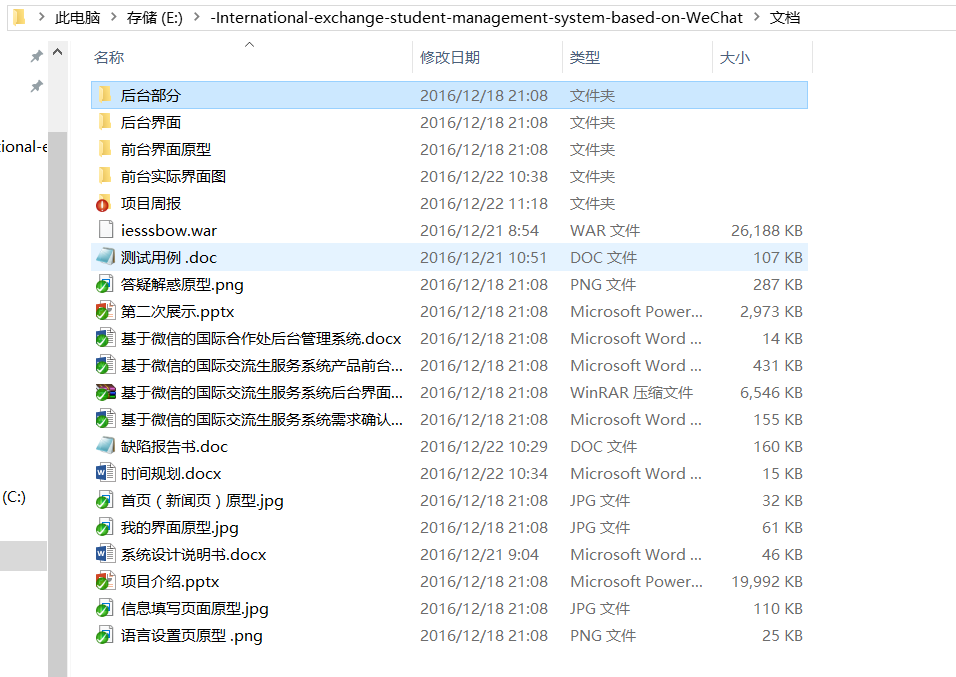 此电脑 > 存储 (E:) > -International-exchange-student-management-system-based-on-WeChat > 文档
名称 修改日期 类型 大小
后台部分 2016/12/18 21:08 文件夹
后台界面 2016/12/18 21:08 文件夹
tional-e
前台界面原型 2016/12/18 21:08 文件夹
前台实际界面图 2016/12/22 10:38 文件夹
项目周报 2016/12/22 11:18 文件夹
iesssbow.war 2016/12/21 8:54 WAR 文件 26,188 KB
测试用例 .doc 2016/12/21 10:51 DOC 文件 107 KB
答疑解惑原型.png 2016/12/18 21:08 PNG 文件 287 KB
第二次展示.pptx 2016/12/18 21:08 Microsoft Power... 2,973 KB
基于微信的国际合作处后台管理系统.docx 2016/12/18 21:08 Microsoft Word ... 14 KB
基于微信的国际交流生服务系统产品前台... 2016/12/18 21:08 Microsoft Word ... 431 KB
基于微信的国际交流生服务系统后台界面... 2016/12/18 21:08 WinRAR 压缩文件 6,546 KB
基于微信的国际交流生服务系统需求确认... 2016/12/18 21:08 Microsoft Word ... 155 KB
缺陷报告书.doc 2016/12/22 10:29 DOC 文件 160 KB
时间规划.docx 2016/12/22 10:34 Microsoft Word ... 15 KB
(C:)
首页（新闻页）原型.jpg 2016/12/18 21:08 JPG 文件 32 KB
我的界面原型.jpg 2016/12/18 21:08 JPG 文件 61 KB
系统设计说明书.docx 2016/12/21 9:04 Microsoft Word ... 46 KB
项目介绍.pptx 2016/12/18 21:08 Microsoft Power... 19,992 KB
信息填写页面原型.jpg 2016/12/18 21:08 JPG 文件 110 KB
语言设置页原型 .png 2016/12/18 21:08 PNG 文件 25 KB